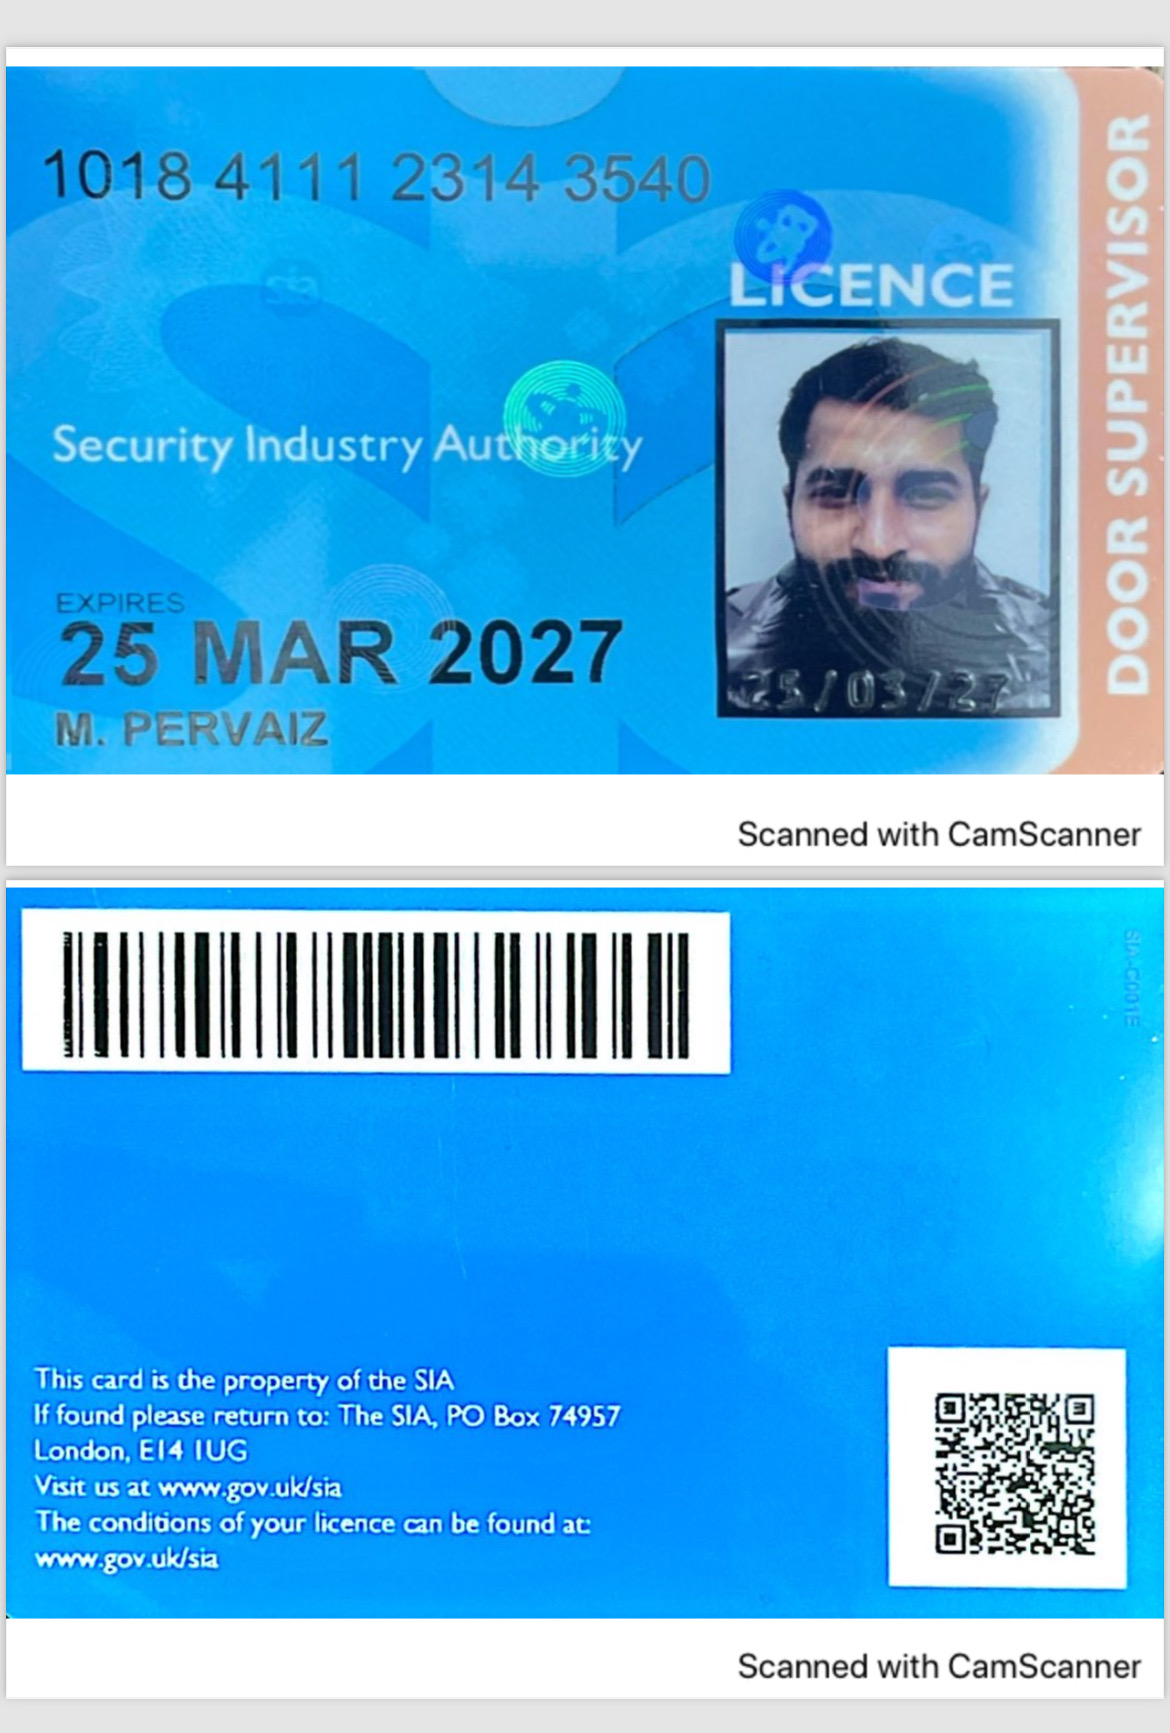 1018 4111 2314 3540
sia
sia
LICENCE
Security Industry Authority
DOOR SUPERVISOR
EXPIRES
25 MAR 2027
M. PERVAIZ
25/03/27
Scanned with CamScanner
SIA-C001E
This card is the property of the SIA
If found please return to: The SIA, PO Box 74957
London, E14 1UG
Visit us at www.gov.uk/sia
The conditions of your licence can be found at:
www.gov.uk/sia
Scanned with CamScanner